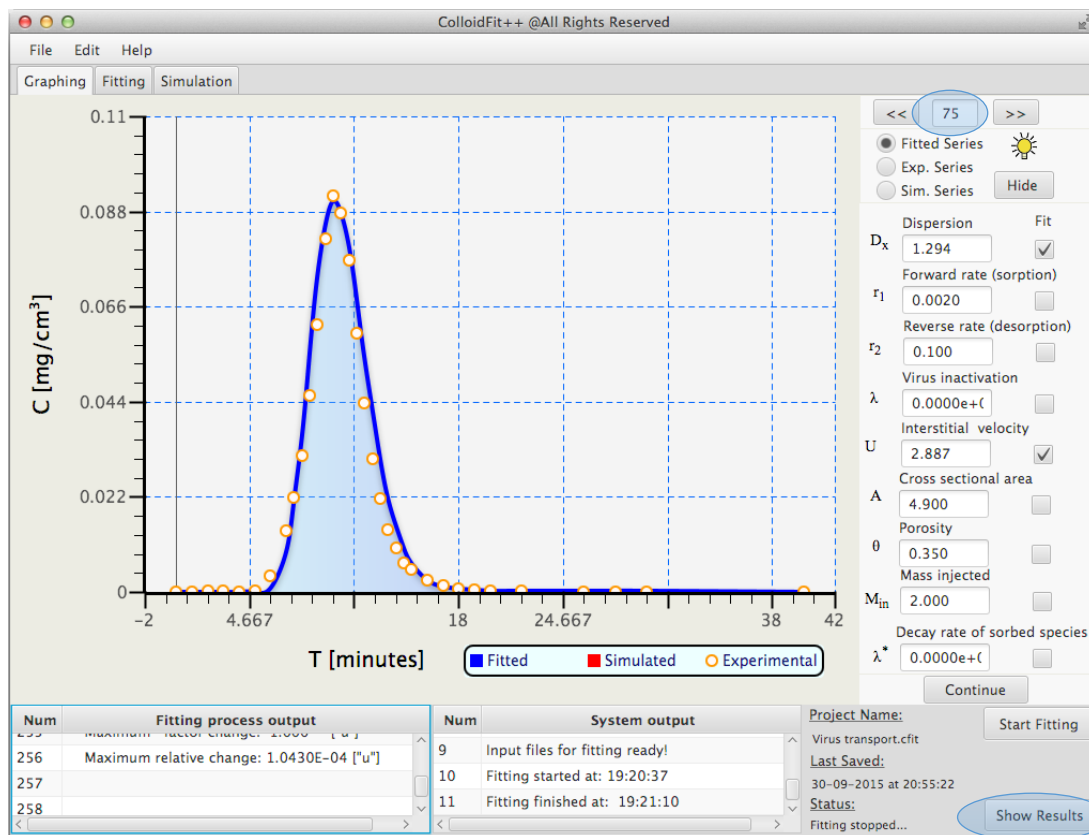 ColloidFit++ @All Rights Reserved
File Edit Help
Graphing Fitting Simulation
<< 75 >>
Fitted Series
Exp. Series
Sim. Series
Hide
Dispersion Fit
Dx 1.294
Forward rate (sorption)
r1 0.0020
Reverse rate (desorption)
r2 0.100
Virus inactivation
λ 0.0000e+(
Interstitial velocity
U 2.887
Cross sectional area
A 4.900
Porosity
θ 0.350
Mass injected
Min 2.000
Decay rate of sorbed species
λ* 0.0000e+(
Continue
0.11
0.088
0.066
0.044
0.022
0
C [mg/cm³]
−2 4.667 18 24.667 38 42
T [minutes]
Fitted Simulated Experimental
Num Fitting process output
256 Maximum relative change: 1.0430E-04 ["u"]
257
258
Num System output
9 Input files for fitting ready!
10 Fitting started at: 19:20:37
11 Fitting finished at: 19:21:10
Project Name:
Virus transport.cfit
Last Saved:
30-09-2015 at 20:55:22
Status:
Fitting stopped...
Start Fitting
Show Results